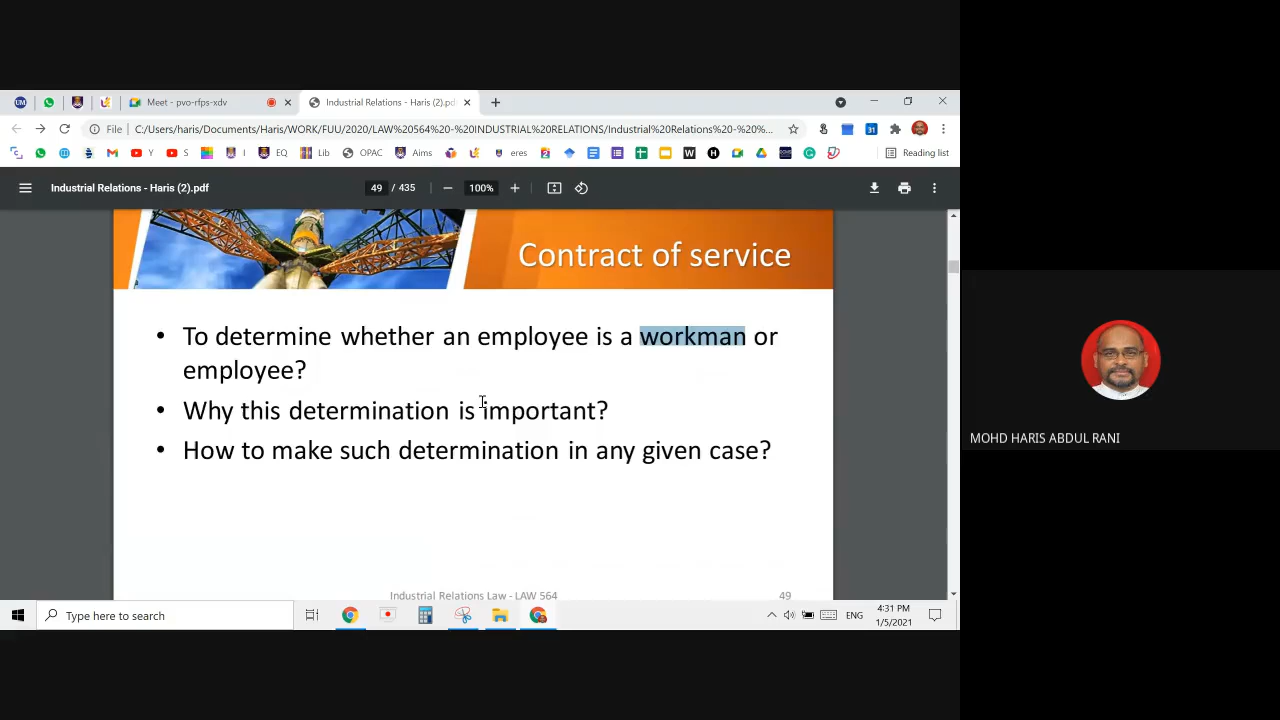 Meet - pvo-rfps-xdv
Industrial Relations - Haris (2).pd
File C:/Users/haris/Documents/Haris/WORK/FUU/2020/LAW%20564%20-%20INDUSTRIAL%20RELATIONS/Industrial%20Relations%20-%20%...
Y S I EQ Lib OPAC Aims eres Reading list
Industrial Relations - Haris (2).pdf 49 / 435 100%
Contract of service
• To determine whether an employee is a workman or
employee?
• Why this determination is important?
• How to make such determination in any given case?
Industrial Relations Law - LAW 564 49
MOHD HARIS ABDUL RANI
Type here to search
ENG
4:31 PM
1/5/2021